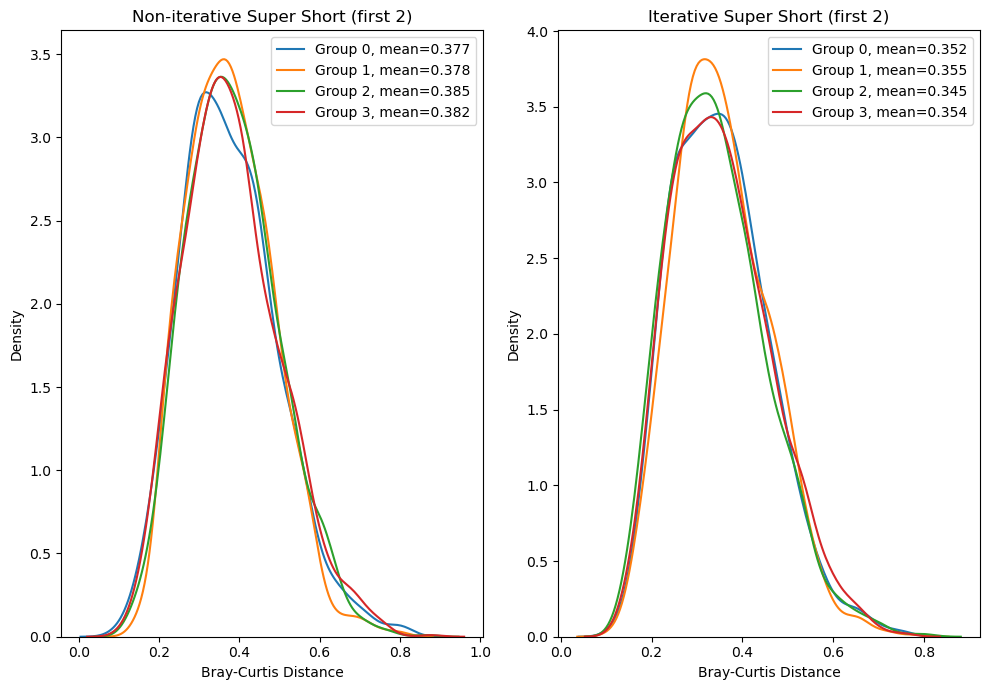 Non-iterative Super Short (first 2)
Group 0, mean=0.377
Group 1, mean=0.378
Group 2, mean=0.385
Group 3, mean=0.382
Density
3.5
3.0
2.5
2.0
1.5
1.0
0.5
0.0
0.0 0.2 0.4 0.6 0.8 1.0
Bray-Curtis Distance
Iterative Super Short (first 2)
Group 0, mean=0.352
Group 1, mean=0.355
Group 2, mean=0.345
Group 3, mean=0.354
Density
4.0
3.5
3.0
2.5
2.0
1.5
1.0
0.5
0.0
0.0 0.2 0.4 0.6 0.8
Bray-Curtis Distance